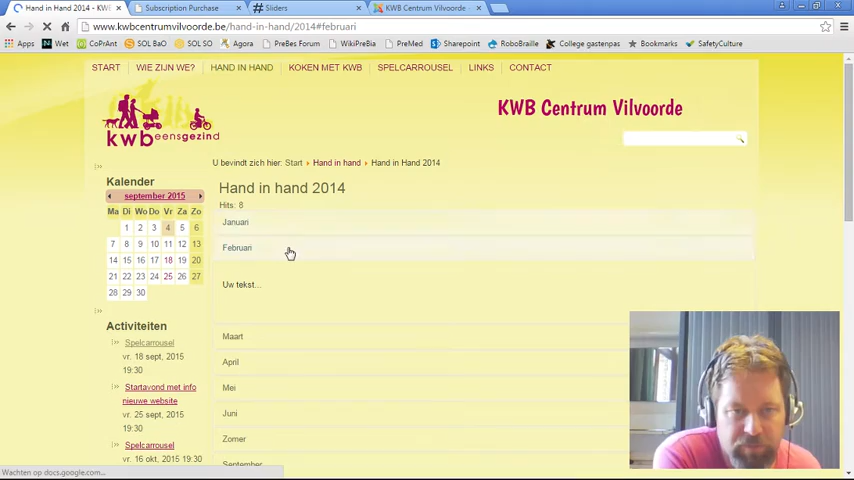 Hand in Hand 2014 - KWB
Subscription Purchase
Sliders
KWB Centrum Vilvoorde
www.kwbcentrumvilvoorde.be/hand-in-hand/2014#februari
Apps AgM Wet CoPrAnt SOL BaO SOL SO Agora PreBes Forum WikiPreBia PreMed Sharepoint RoboBraille College gastenpas Bookmarks SafetyCulture
START WIE ZIJN WE? HAND IN HAND KOKEN MET KWB SPELCARROUSEL LINKS CONTACT
kwb eensgezind
KWB Centrum Vilvoorde
U bevindt zich hier: Start Hand in hand Hand in Hand 2014
Kalender
september 2015
Ma Di Wo Do Vr Za Zo
1 2 3 4 5 6
7 8 9 10 11 12 13
14 15 16 17 18 19 20
21 22 23 24 25 26 27
28 29 30
Activiteiten
Spelcarrousel
vr. 18 sept, 2015
19:30
Startavond met info
nieuwe website
vr. 25 sept, 2015
19:30
Spelcarrousel
vr. 16 okt, 2015 19:30
Hand in hand 2014
Hits: 8
Januari
Februari
Uw tekst...
Maart
April
Mei
Juni
Zomer
September
Wachten op docs.google.com...